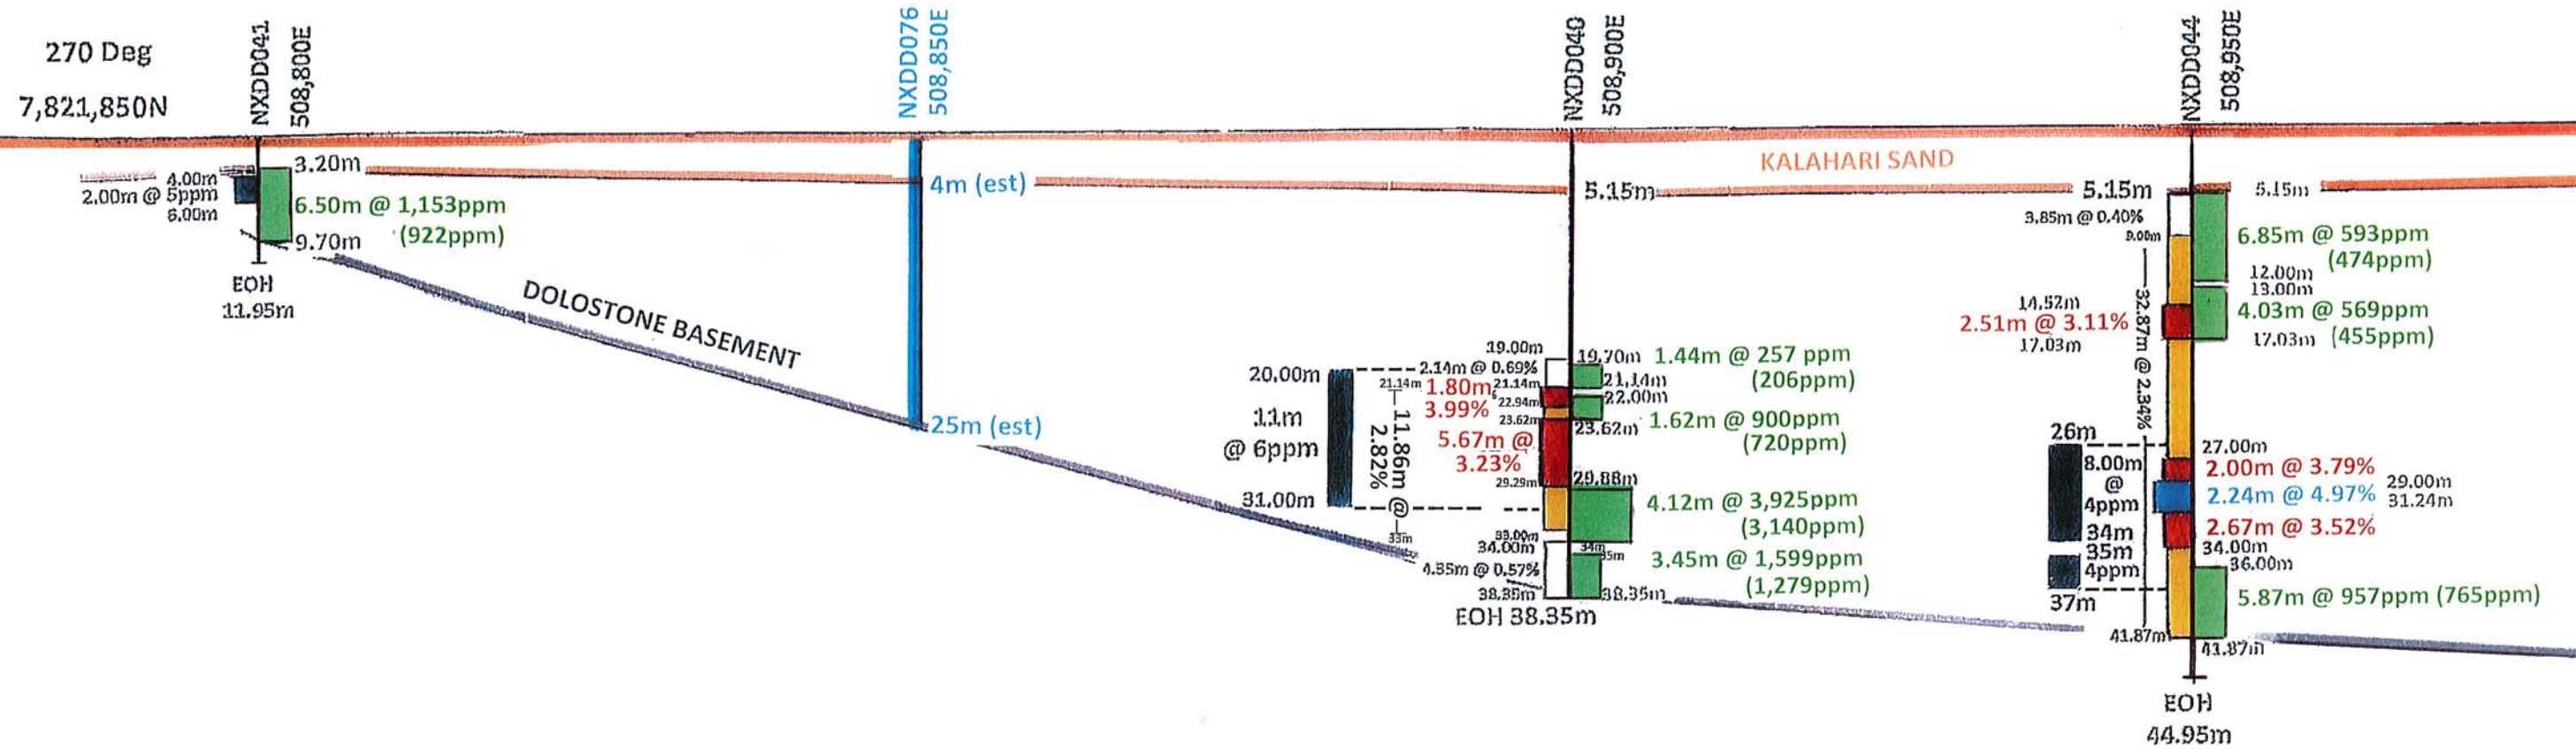 270 Deg
7,821,850N
NXDD041
508,800E
3.20m
4.00m
2.00m @ 5ppm
6.00m
6.50m @ 1,153ppm
(922ppm)
9.70m
EOH
11.95m
DOLOSTONE BASEMENT
NXDD076
508,850E
4m (est)
25m (est)
NXDD040
508,900E
5.15m
KALAHARI SAND
19.00m
2.14m @ 0.69%
21.14m
21.14m
1.80m
3.99%
22.94m
23.62m
5.67m @
3.23%
29.29m
20.00m
11m
@ 6ppm
31.00m
11.86m @
2.82%
33m
33.00m
34.00m
4.35m @ 0.57%
38.35m
EOH 38.35m
19.70m
1.44m @ 257 ppm
(206ppm)
21.14m
22.00m
1.62m @ 900ppm
(720ppm)
23.62m
29.88m
4.12m @ 3,925ppm
(3,140ppm)
34m
35m
3.45m @ 1,599ppm
(1,279ppm)
38.35m
NXDD044
508,950E
5.15m
5.15m
3.85m @ 0.40%
9.00m
6.85m @ 593ppm
(474ppm)
12.00m
13.00m
4.03m @ 569ppm
(455ppm)
17.03m
14.52m
2.51m @ 3.11%
17.03m
32.87m @ 2.34%
26m
8.00m
@
4ppm
34m
35m
4ppm
37m
27.00m
2.00m @ 3.79%
29.00m
2.24m @ 4.97%
31.24m
2.67m @ 3.52%
34.00m
36.00m
5.87m @ 957ppm (765ppm)
41.87m
41.87m
EOH
44.95m